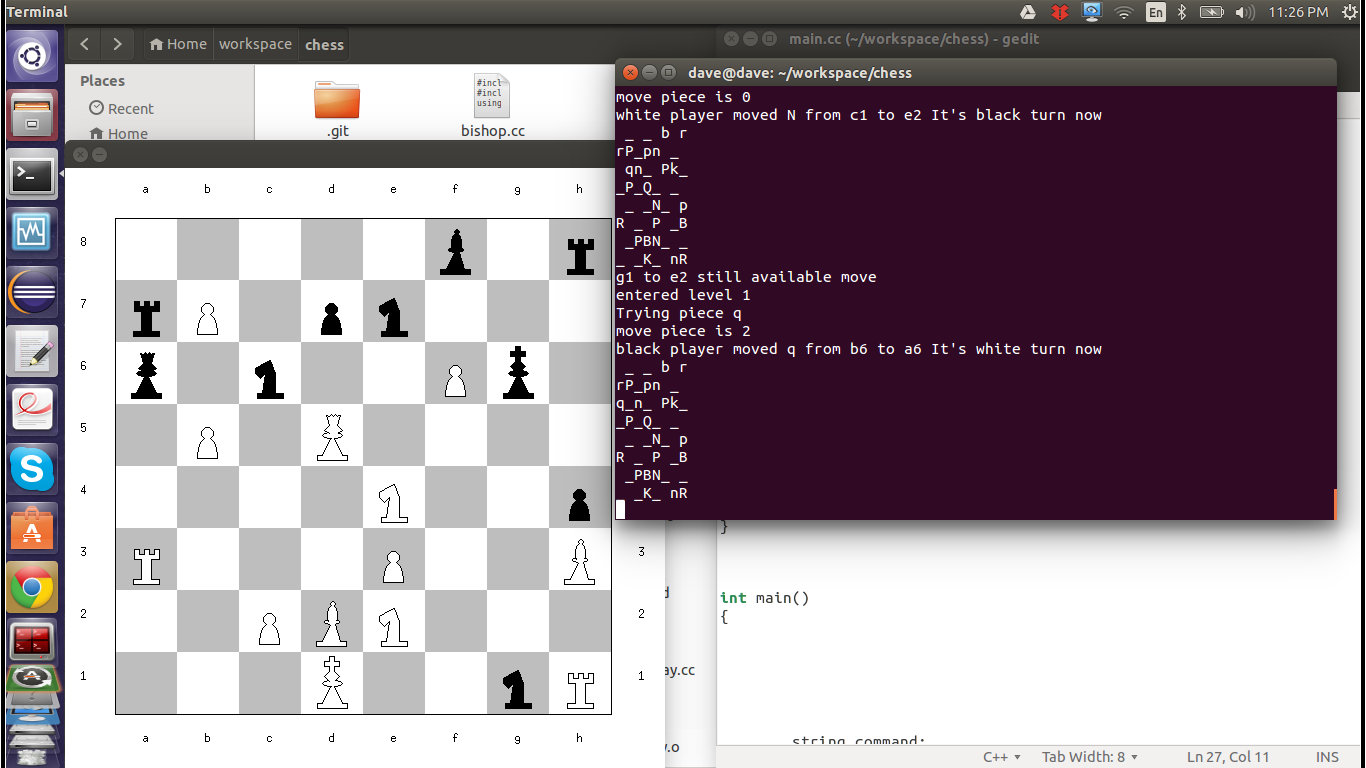 Terminal
En
11:26 PM
Home
workspace
chess
main.cc (~/workspace/chess) - gedit
Places
Recent
Home
#incl
#incl
using
.git
bishop.cc
dave@dave: ~/workspace/chess
move piece is 0
white player moved N from c1 to e2 It's black turn now
 _ _ b r
rP_pn _
 qn_ Pk_
_P_Q_ _
 _ _N_ p
R _ P _B
 _PBN_ _
_ _K_ nR
g1 to e2 still available move
entered level 1
Trying piece q
move piece is 2
black player moved q from b6 to a6 It's white turn now
 _ _ b r
rP_pn _
q_n_ Pk_
_P_Q_ _
 _ _N_ p
R _ P _B
 _PBN_ _
  _K_ nR
a b c d e f g h
8
7
6
5
4
3 3
2 2
1 1
a b c d e f g h
}
int main()
{
string command;
ay.cc
.o
C++
Tab Width: 8
Ln 27, Col 11
INS